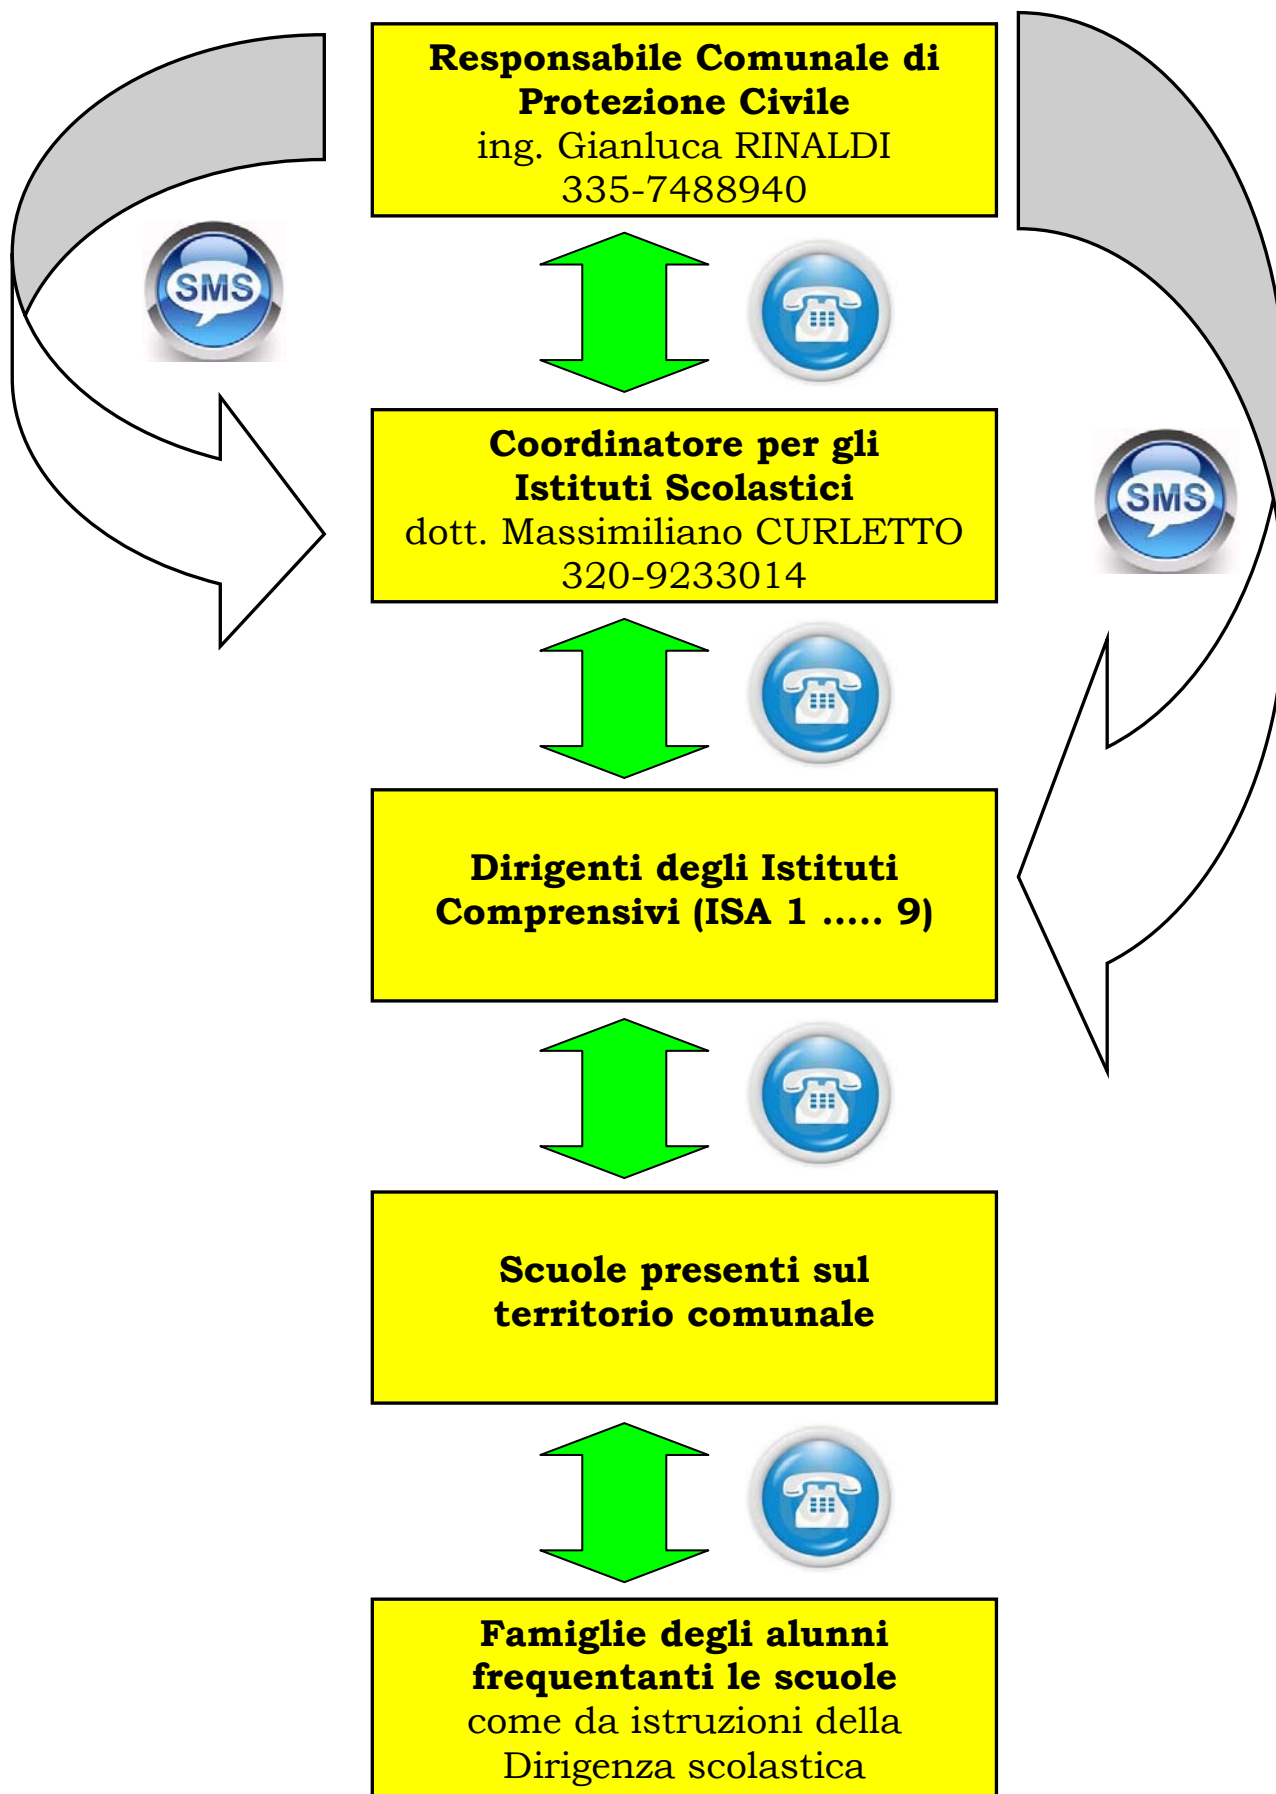 Responsabile Comunale di
Protezione Civile
ing. Gianluca RINALDI
335-7488940
SMS
Coordinatore per gli
Istituti Scolastici
dott. Massimiliano CURLETTO
320-9233014
SMS
Dirigenti degli Istituti
Comprensivi (ISA 1 ..... 9)
Scuole presenti sul
territorio comunale
Famiglie degli alunni
frequentanti le scuole
come da istruzioni della
Dirigenza scolastica